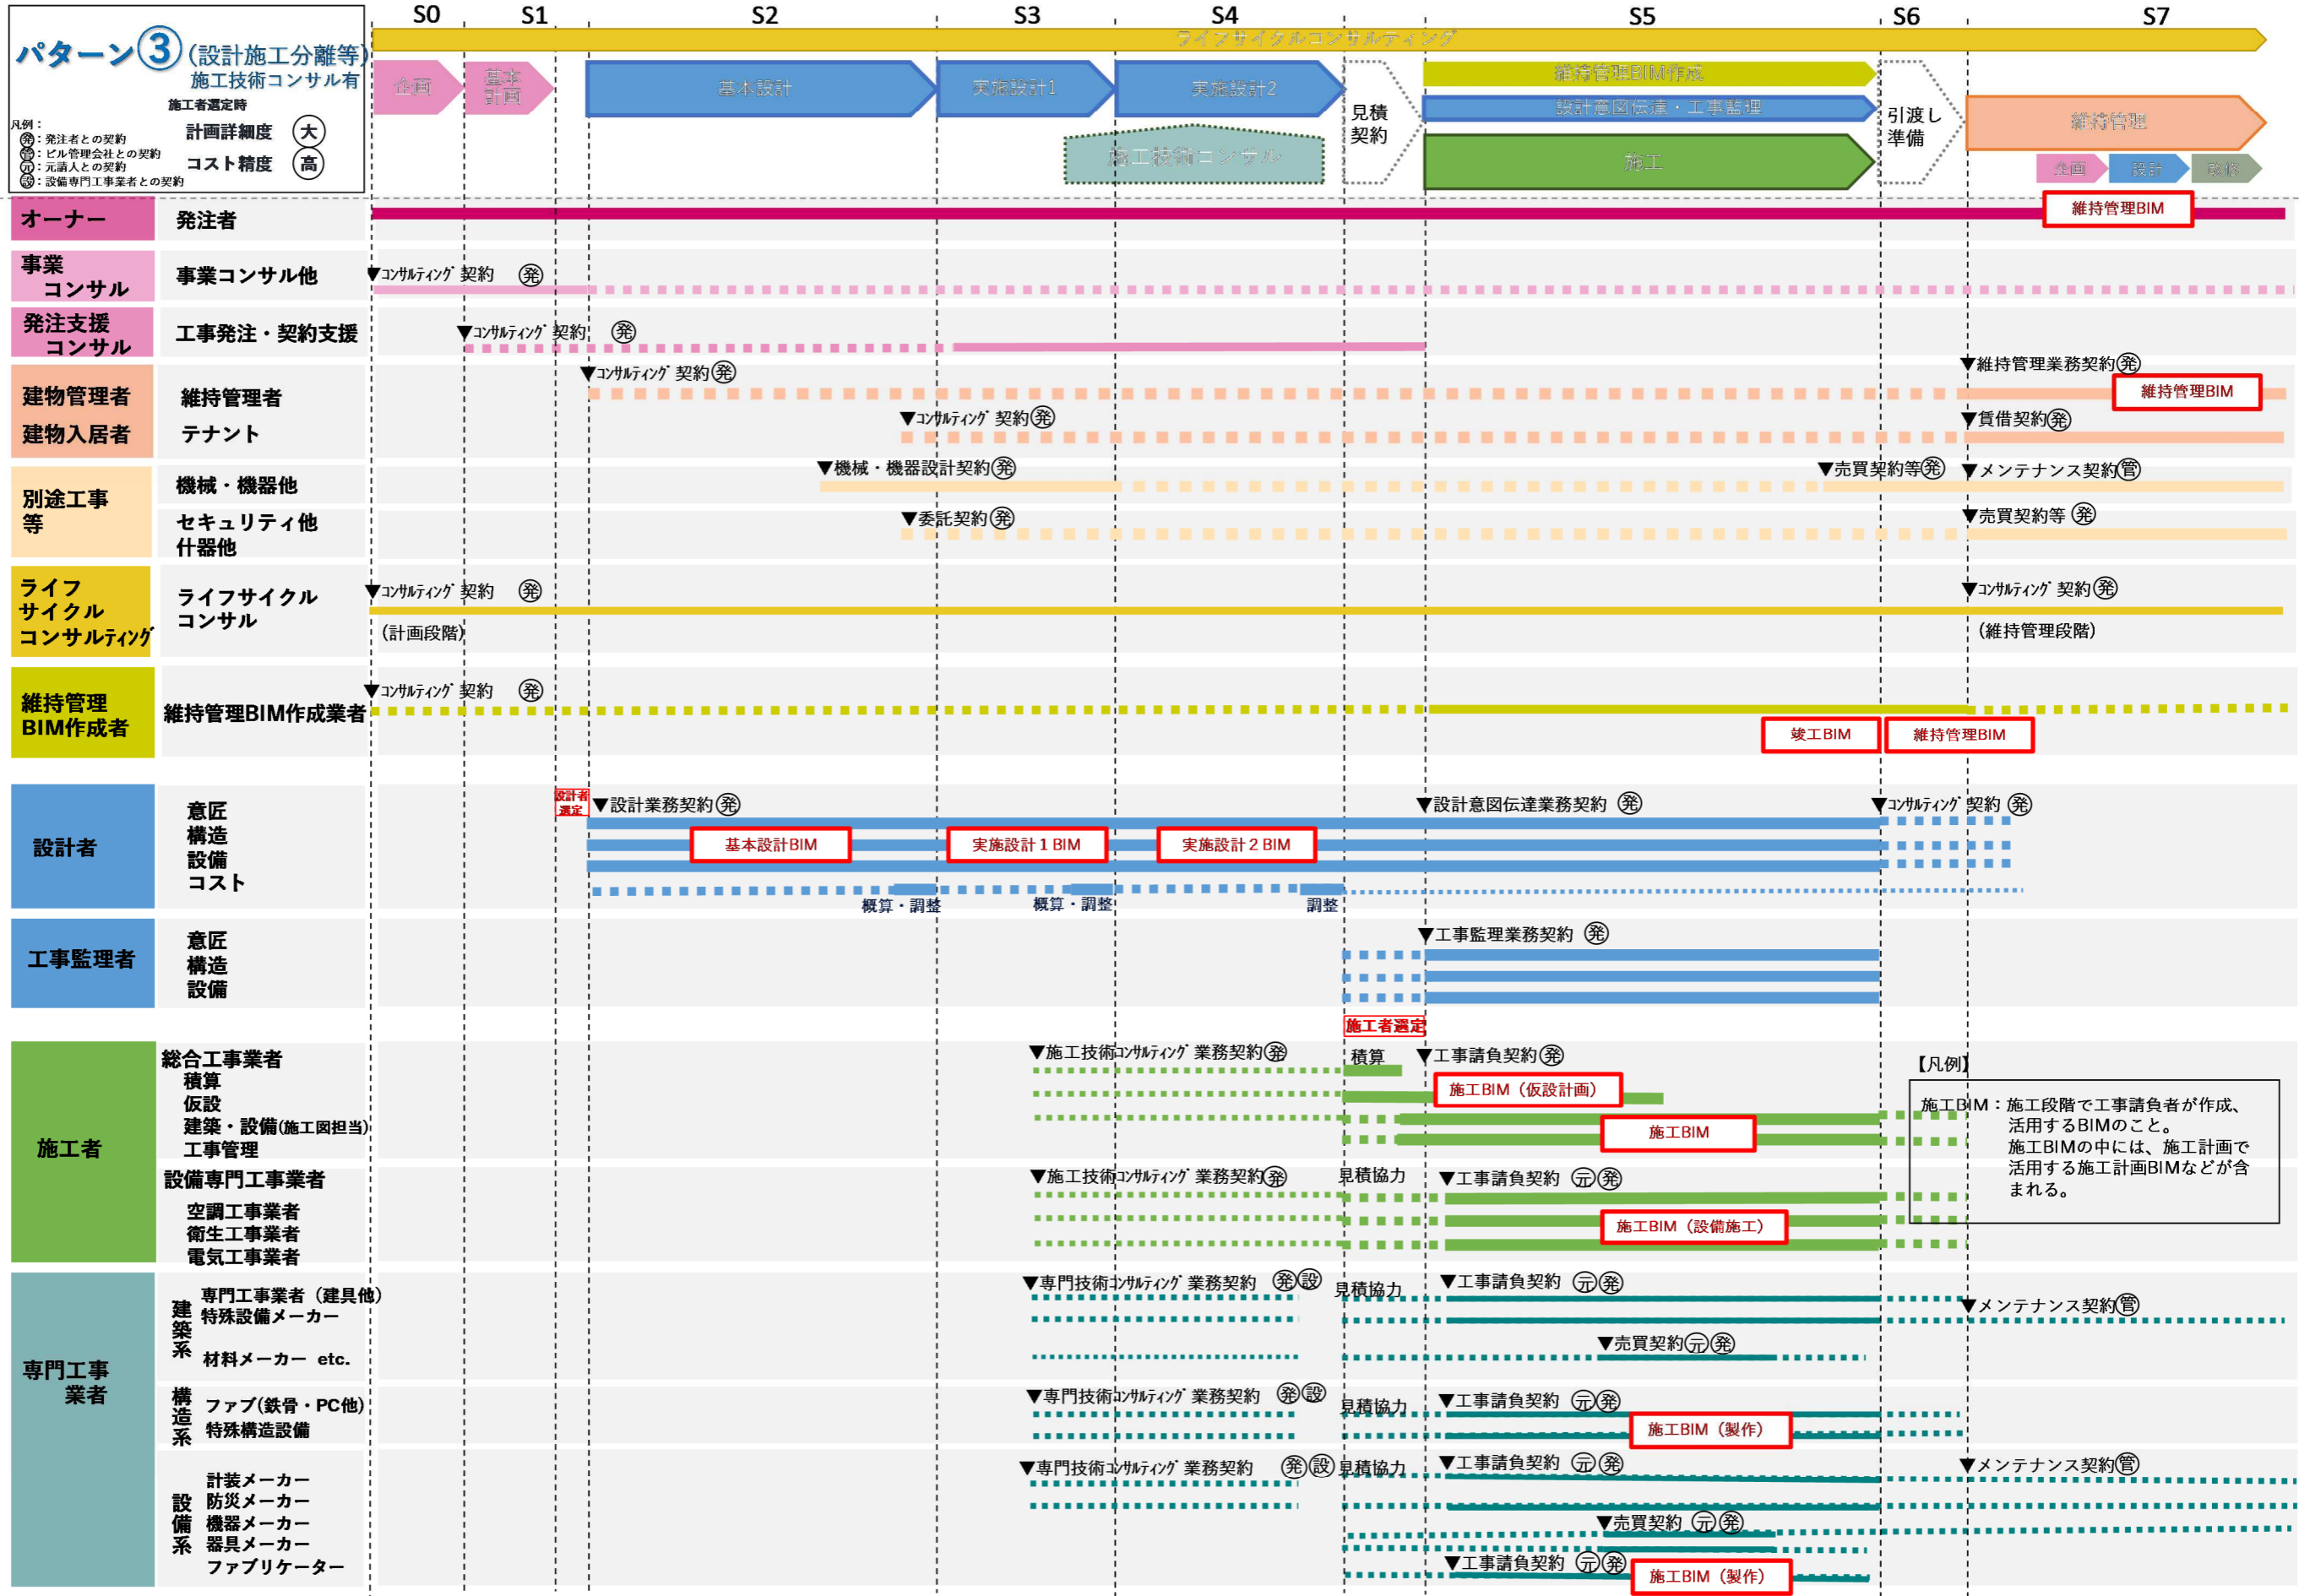 S0 S1 S2 S3 S4 S5 S6 S7
パターン③(設計施工分離等)
施工技術コンサル有
施工者選定時
計画詳細度 大
コスト精度 高
凡例：
発：発注者との契約
管：ビル管理会社との契約
元：元請人との契約
設：設備専門工事業者との契約
ライフサイクルコンサルティング
企画
基本
計画
基本設計
実施設計1
実施設計2
施工技術コンサル
見積
契約
維持管理BIM作成
設計意図伝達・工事監理
施工
引渡し
準備
維持管理
企画 設計 改修
オーナー
発注者
維持管理BIM
事業
コンサル
事業コンサル他
▼コンサルティング契約 発
発注支援
コンサル
工事発注・契約支援
▼コンサルティング契約 発
建物管理者
維持管理者
▼コンサルティング契約発
▼維持管理業務契約発
維持管理BIM
建物入居者
テナント
▼コンサルティング契約発
▼賃借契約発
別途工事
等
機械・機器他
▼機械・機器設計契約発
▼売買契約等発
▼メンテナンス契約管
セキュリティ他
什器他
▼委託契約発
▼売買契約等 発
ライフ
サイクル
コンサルティング
ライフサイクル
コンサル
▼コンサルティング契約 発
(計画段階)
▼コンサルティング契約発
(維持管理段階)
維持管理
BIM作成者
維持管理BIM作成業者
▼コンサルティング契約 発
竣工BIM
維持管理BIM
設計者
意匠
構造
設備
コスト
設計者
選定
▼設計業務契約発
▼設計意図伝達業務契約 発
▼コンサルティング契約 発
基本設計BIM
実施設計１BIM
実施設計２BIM
概算・調整
概算・調整
調整
工事監理者
意匠
構造
設備
▼工事監理業務契約 発
施工者選定
施工者
総合工事業者
積算
仮設
建築・設備(施工図担当)
工事管理
▼施工技術コンサルティング業務契約発
積算
▼工事請負契約発
施工BIM（仮設計画）
施工BIM
【凡例】
施工BIM：施工段階で工事請負者が作成、
活用するBIMのこと。
施工BIMの中には、施工計画で
活用する施工計画BIMなどが含
まれる。
設備専門工事業者
空調工事業者
衛生工事業者
電気工事業者
▼施工技術コンサルティング業務契約発
見積協力
▼工事請負契約 元発
施工BIM（設備施工）
専門工事
業者
建築系
専門工事業者（建具他）
特殊設備メーカー
材料メーカー etc.
▼専門技術コンサルティング業務契約 発設
見積協力
▼工事請負契約 元発
▼メンテナンス契約管
▼売買契約元発
構造系
ファブ(鉄骨・PC他)
特殊構造設備
▼専門技術コンサルティング業務契約 発設
見積協力
▼工事請負契約 元発
施工BIM（製作）
設備系
計装メーカー
防災メーカー
機器メーカー
器具メーカー
ファブリケーター
▼専門技術コンサルティング業務契約 発設
見積協力
▼工事請負契約 元発
▼メンテナンス契約管
▼売買契約 元発
▼工事請負契約 元発
施工BIM（製作）